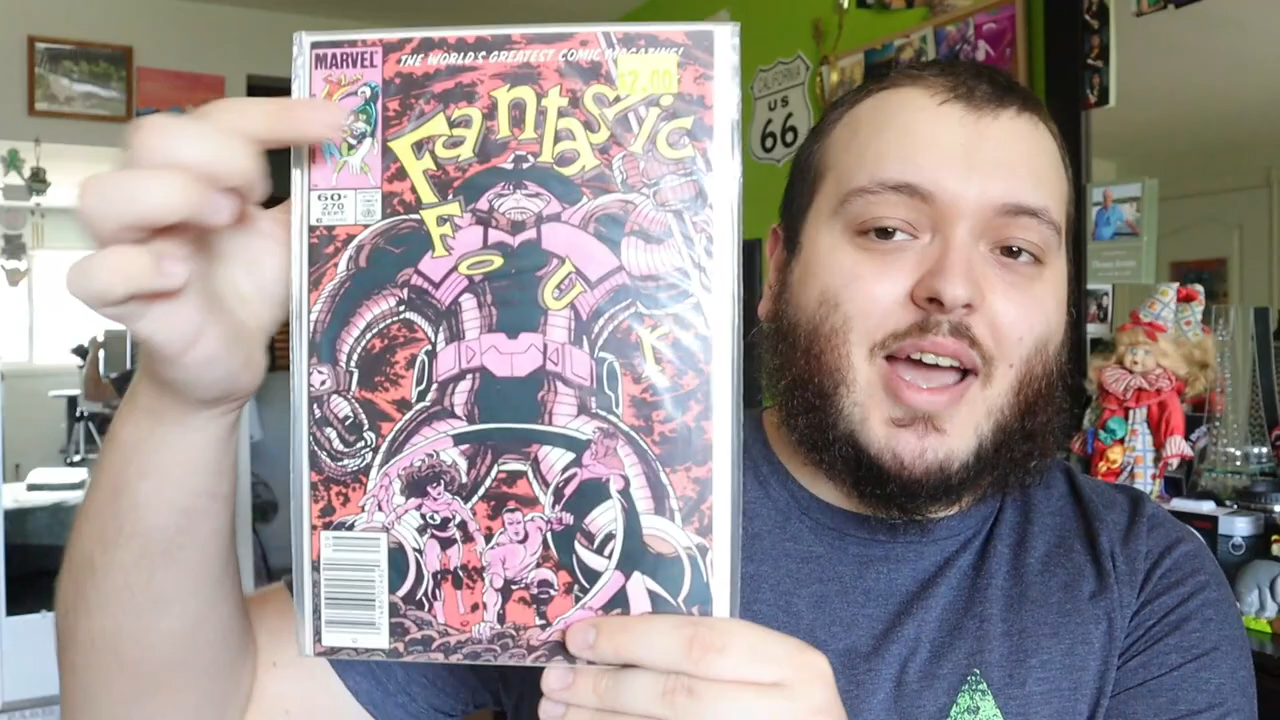 MARVEL
THE WORLD'S GREATEST COMIC MAGAZINE!
$2.00
Fantastic
FOUR
60¢
270
SEPT
CALIFORNIA
US
66